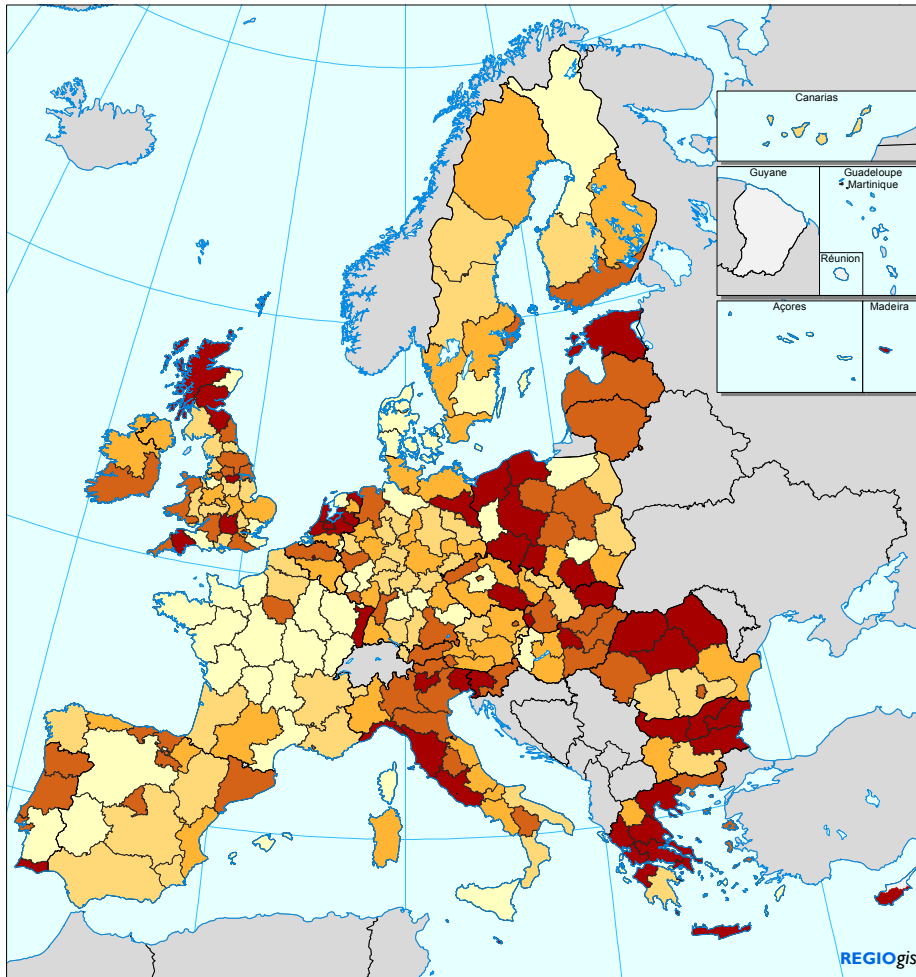 Canarias
Guyane
Guadeloupe
Martinique
Réunion
Açores
Madeira
REGIOgis